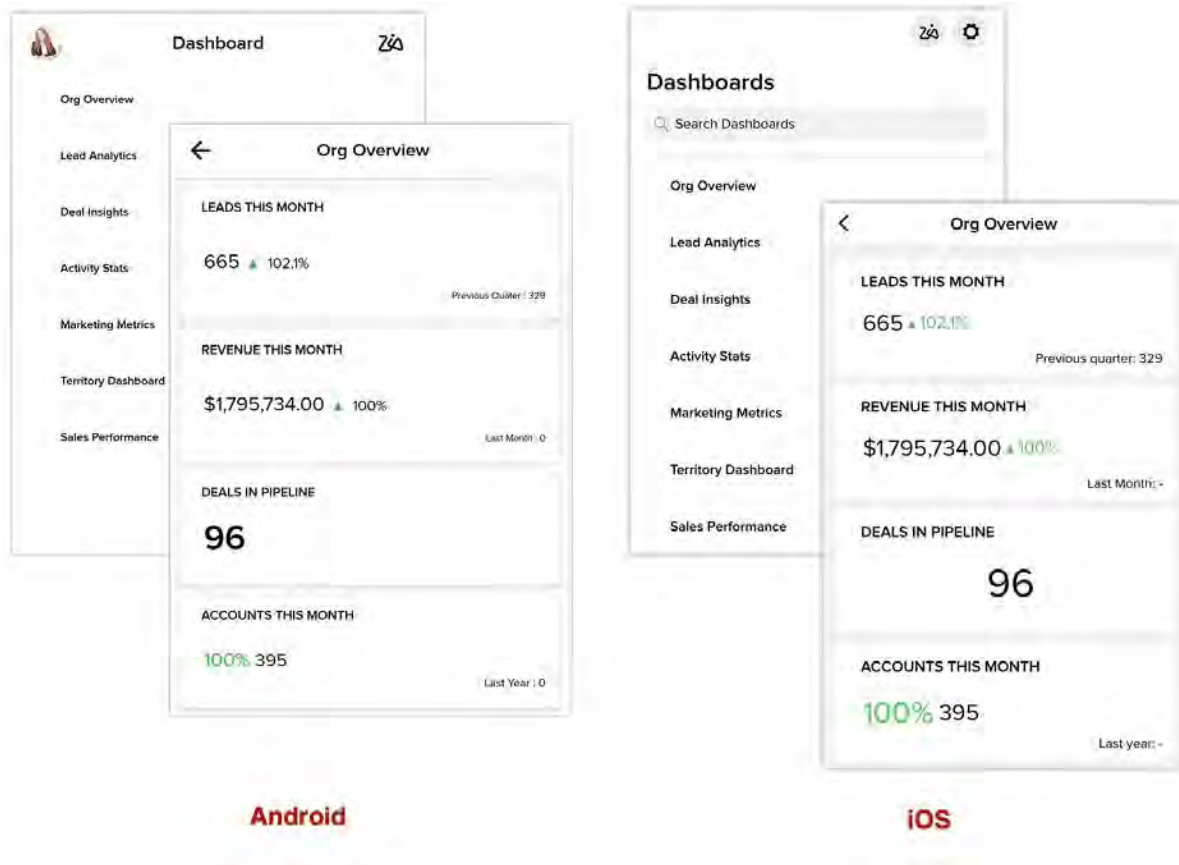 Dashboard
Zia
Org Overview
Lead Analytics
Deal Insights
Activity Stats
Marketing Metrics
Territory Dashboard
Sales Performance
Org Overview
LEADS THIS MONTH
665 ▲ 102.1%
Previous Quater : 329
REVENUE THIS MONTH
$1,795,734.00 ▲ 100%
Last Month : 0
DEALS IN PIPELINE
96
ACCOUNTS THIS MONTH
100% 395
Last Year : 0
Android
Zia
Dashboards
Search Dashboards
Org Overview
Lead Analytics
Deal Insights
Activity Stats
Marketing Metrics
Territory Dashboard
Sales Performance
Org Overview
LEADS THIS MONTH
665 ▲ 102.1%
Previous quarter: 329
REVENUE THIS MONTH
$1,795,734.00 ▲ 100%
Last Month: -
DEALS IN PIPELINE
96
ACCOUNTS THIS MONTH
100% 395
Last year: -
iOS